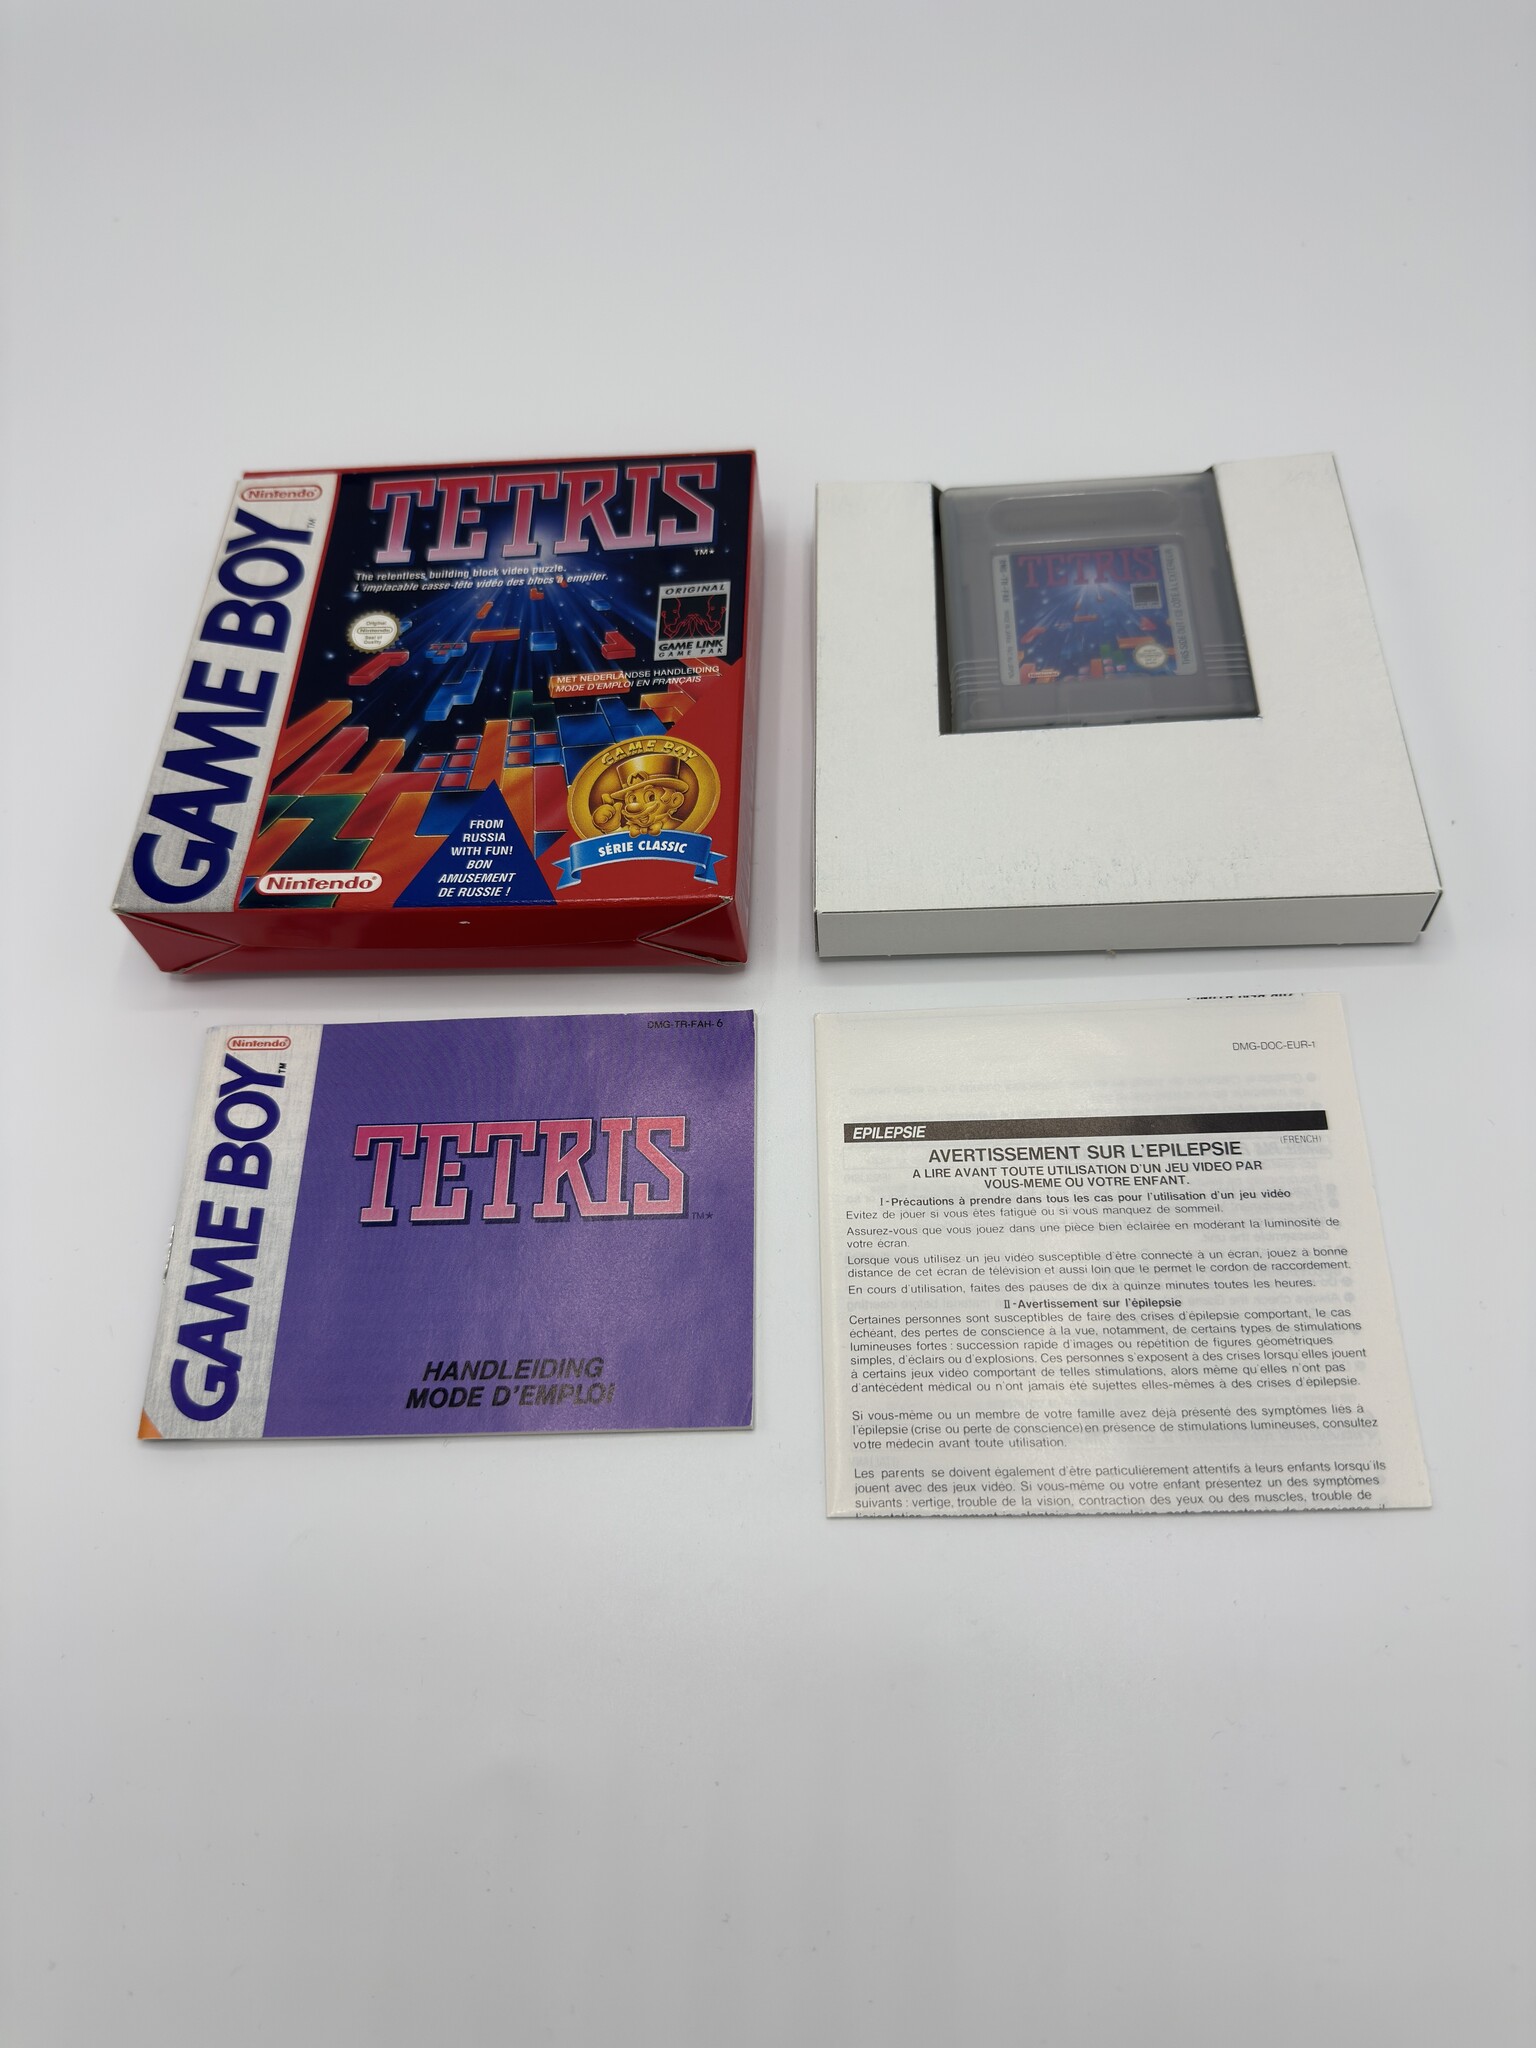 Nintendo®
GAME BOY™
TETRIS
TM*
The relentless building block video puzzle.
L'implacable casse-tête vidéo des blocs à empiler.
Original
Nintendo
Seal of
Quality
ORIGINAL
GAME LINK
GAME PAK
MET NEDERLANDSE HANDLEIDING
MODE D'EMPLOI EN FRANÇAIS
GAME BOY
SÉRIE CLASSIC
FROM
RUSSIA
WITH FUN!
BON
AMUSEMENT
DE RUSSIE !
Nintendo®
TETRIS
Nintendo®
GAME BOY™
DMG-TR-FAH-6
TETRIS
TM*
HANDLEIDING
MODE D'EMPLOI
DMG-DOC-EUR-1
EPILEPSIE
(FRENCH)
AVERTISSEMENT SUR L'EPILEPSIE
A LIRE AVANT TOUTE UTILISATION D'UN JEU VIDEO PAR
VOUS-MEME OU VOTRE ENFANT.
I-Précautions à prendre dans tous les cas pour l'utilisation d'un jeu vidéo
Evitez de jouer si vous êtes fatigué ou si vous manquez de sommeil.
Assurez-vous que vous jouez dans une pièce bien éclairée en modérant la luminosité de
votre écran.
Lorsque vous utilisez un jeu vidéo susceptible d'être connecté à un écran, jouez à bonne
distance de cet écran de télévision et aussi loin que le permet le cordon de raccordement.
En cours d'utilisation, faites des pauses de dix à quinze minutes toutes les heures.
II-Avertissement sur l'épilepsie
Certaines personnes sont susceptibles de faire des crises d'épilepsie comportant, le cas
échéant, des pertes de conscience à la vue, notamment, de certains types de stimulations
lumineuses fortes : succession rapide d'images ou répétition de figures géométriques
simples, d'éclairs ou d'explosions. Ces personnes s'exposent à des crises lorsqu'elles jouent
à certains jeux vidéo comportant de telles stimulations, alors même qu'elles n'ont pas
d'antécédent médical ou n'ont jamais été sujettes elles-mêmes à des crises d'épilepsie.
Si vous-même ou un membre de votre famille avez déjà présenté des symptômes liés à
l'épilepsie (crise ou perte de conscience) en présence de stimulations lumineuses, consultez
votre médecin avant toute utilisation.
Les parents se doivent également d'être particulièrement attentifs à leurs enfants lorsqu'ils
jouent avec des jeux vidéo. Si vous-même ou votre enfant présentez un des symptômes
suivants : vertige, trouble de la vision, contraction des yeux ou des muscles, trouble de